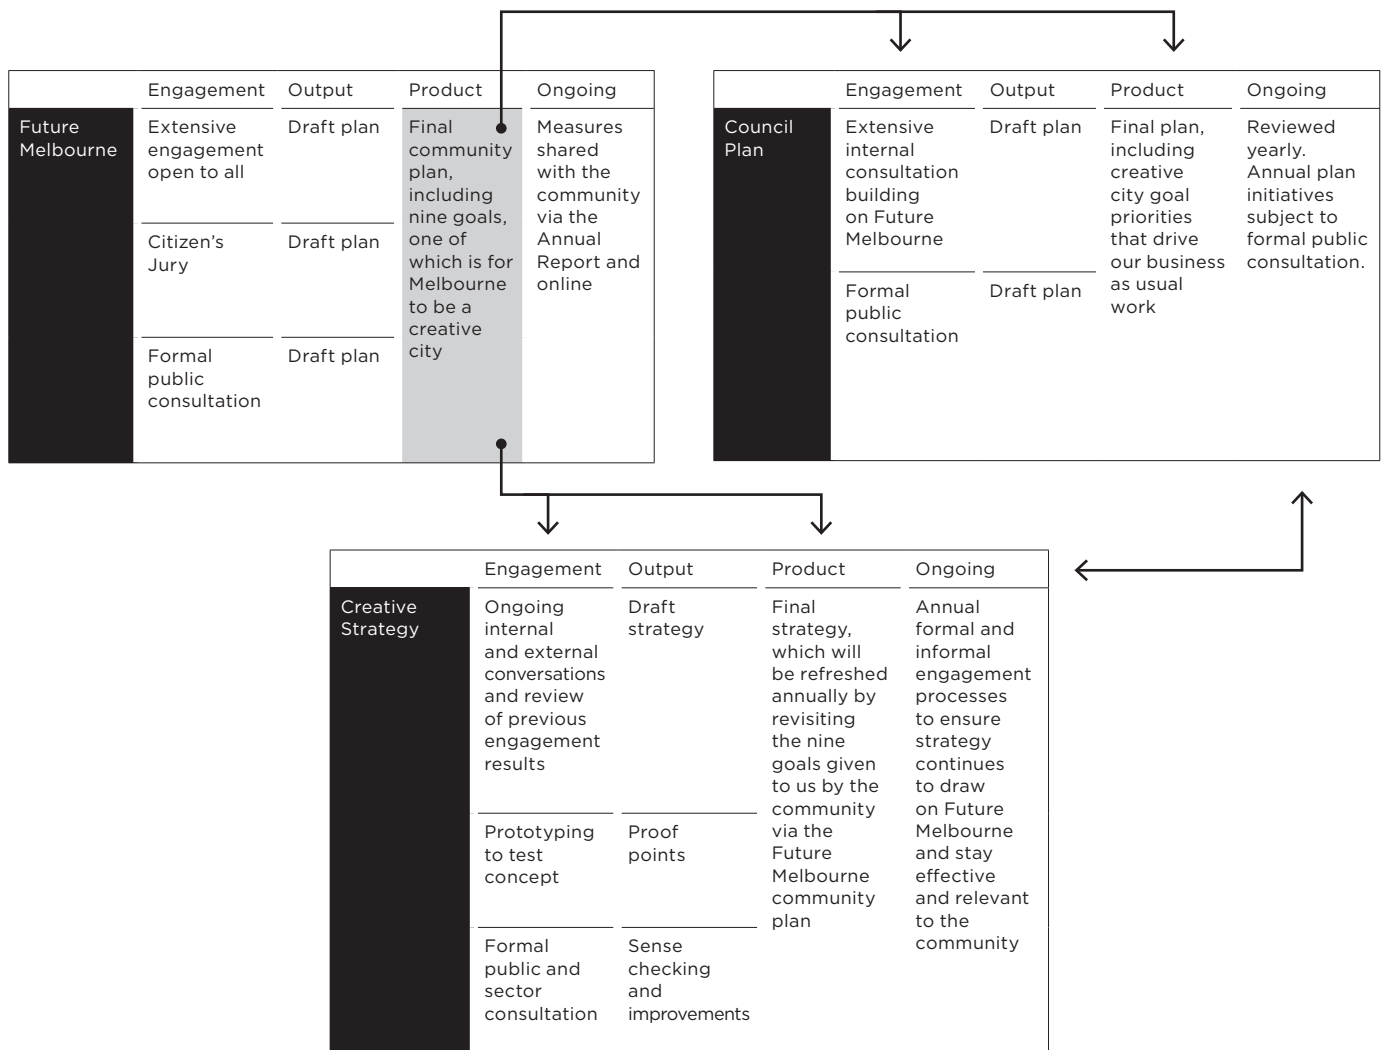 Engagement
Output
Product
Ongoing
Future
Melbourne
Extensive
engagement
open to all
Draft plan
Citizen's
Jury
Draft plan
Formal
public
consultation
Draft plan
Final
community
plan,
including
nine goals,
one of
which is for
Melbourne
to be a
creative
city
Measures
shared
with the
community
via the
Annual
Report and
online
Engagement
Output
Product
Ongoing
Council
Plan
Extensive
internal
consultation
building
on Future
Melbourne
Draft plan
Formal
public
consultation
Draft plan
Final plan,
including
creative
city goal
priorities
that drive
our business
as usual
work
Reviewed
yearly.
Annual plan
initiatives
subject to
formal public
consultation.
Engagement
Output
Product
Ongoing
Creative
Strategy
Ongoing
internal
and external
conversations
and review
of previous
engagement
results
Draft
strategy
Prototyping
to test
concept
Proof
points
Formal
public and
sector
consultation
Sense
checking
and
improvements
Final
strategy,
which will
be refreshed
annually by
revisiting
the nine
goals given
to us by the
community
via the
Future
Melbourne
community
plan
Annual
formal and
informal
engagement
processes
to ensure
strategy
continues
to draw
on Future
Melbourne
and stay
effective
and relevant
to the
community